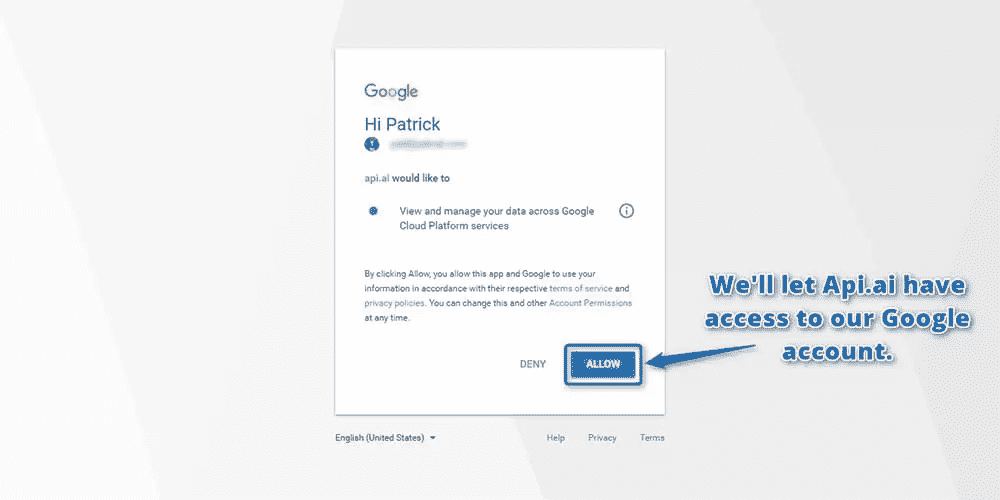 Google
Hi Patrick
api.ai would like to
View and manage your data across Google
Cloud Platform services
By clicking Allow, you allow this app and Google to use your
information in accordance with their respective terms of service and
privacy policies. You can change this and other Account Permissions
at any time.
DENY
ALLOW
We'll let Api.ai have
access to our Google
account.
English (United States)
Help
Privacy
Terms